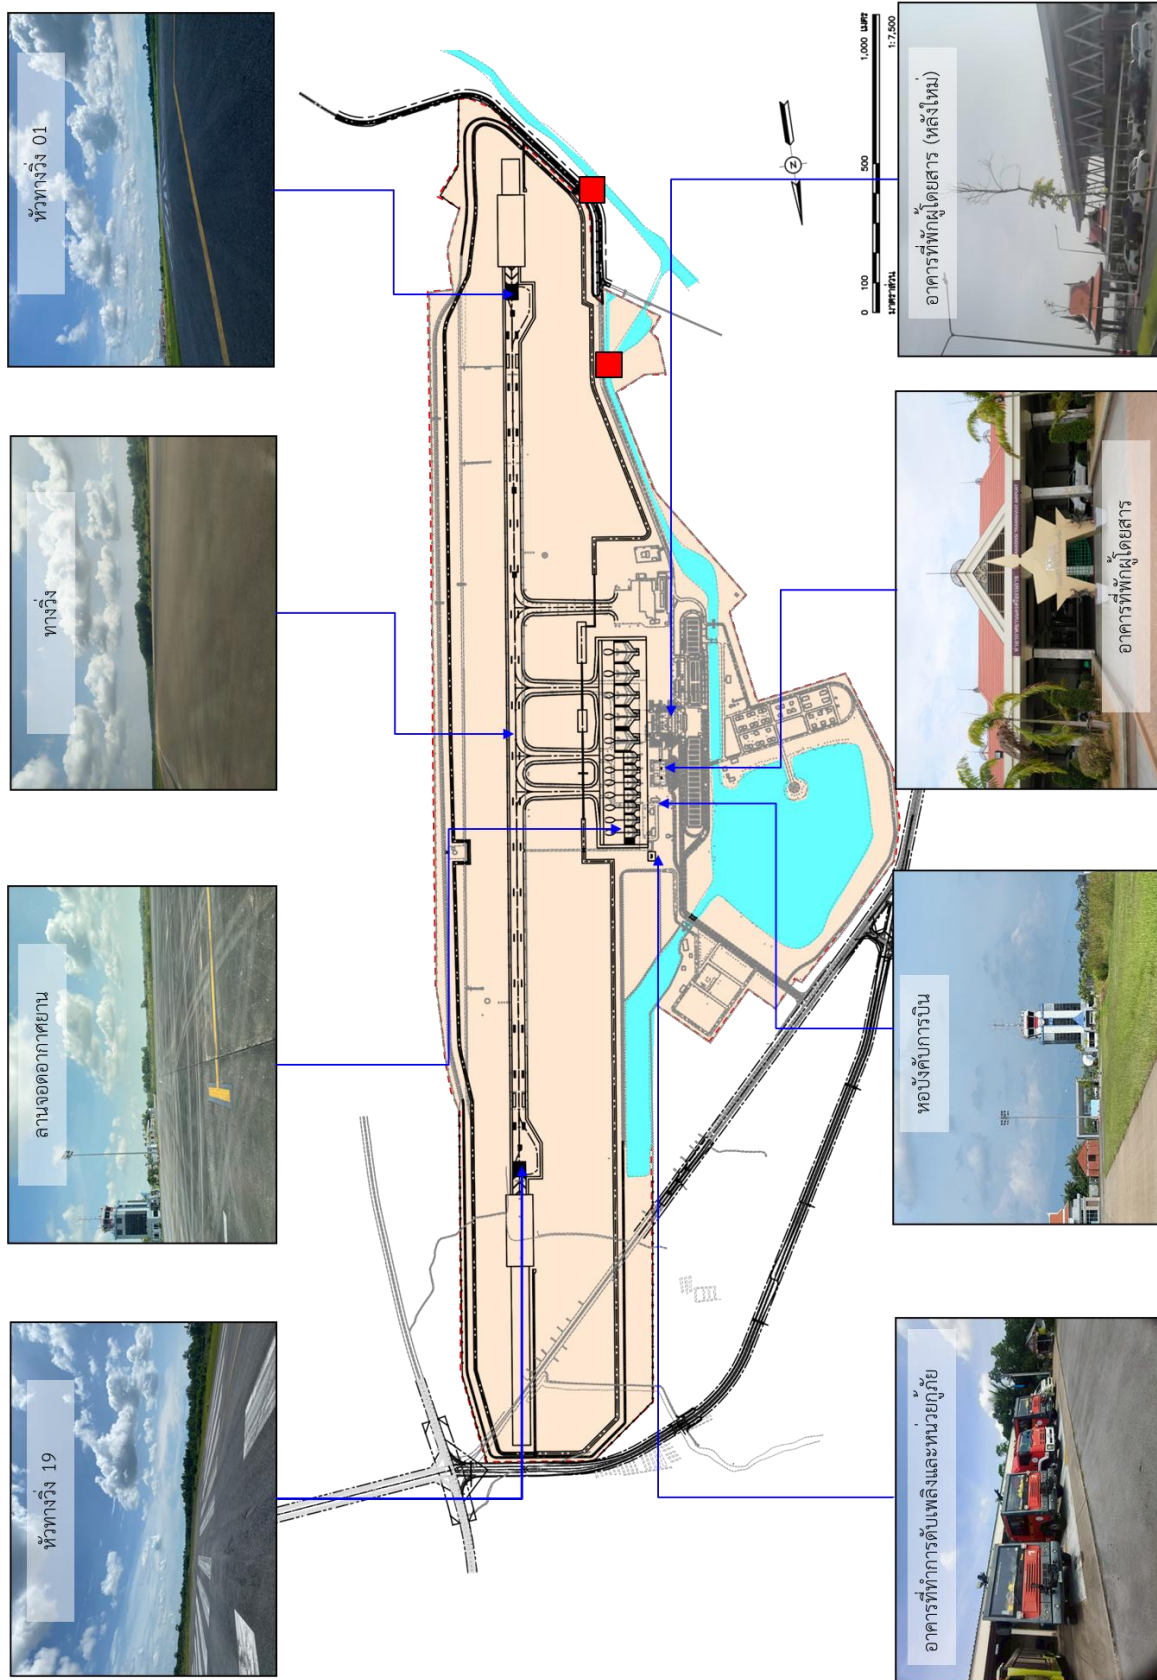 หัวทางวิ่ง 19
ลานจอดอากาศยาน
ทางวิ่ง
หัวทางวิ่ง 01
อาคารที่ทำการดับเพลิงและหน่วยกู้ภัย
หอบังคับการบิน
อาคารที่พักผู้โดยสาร
อาคารที่พักผู้โดยสาร (หลังใหม่)
N
0 100 500 1,000 เมตร
มาตราส่วน 1:7,500